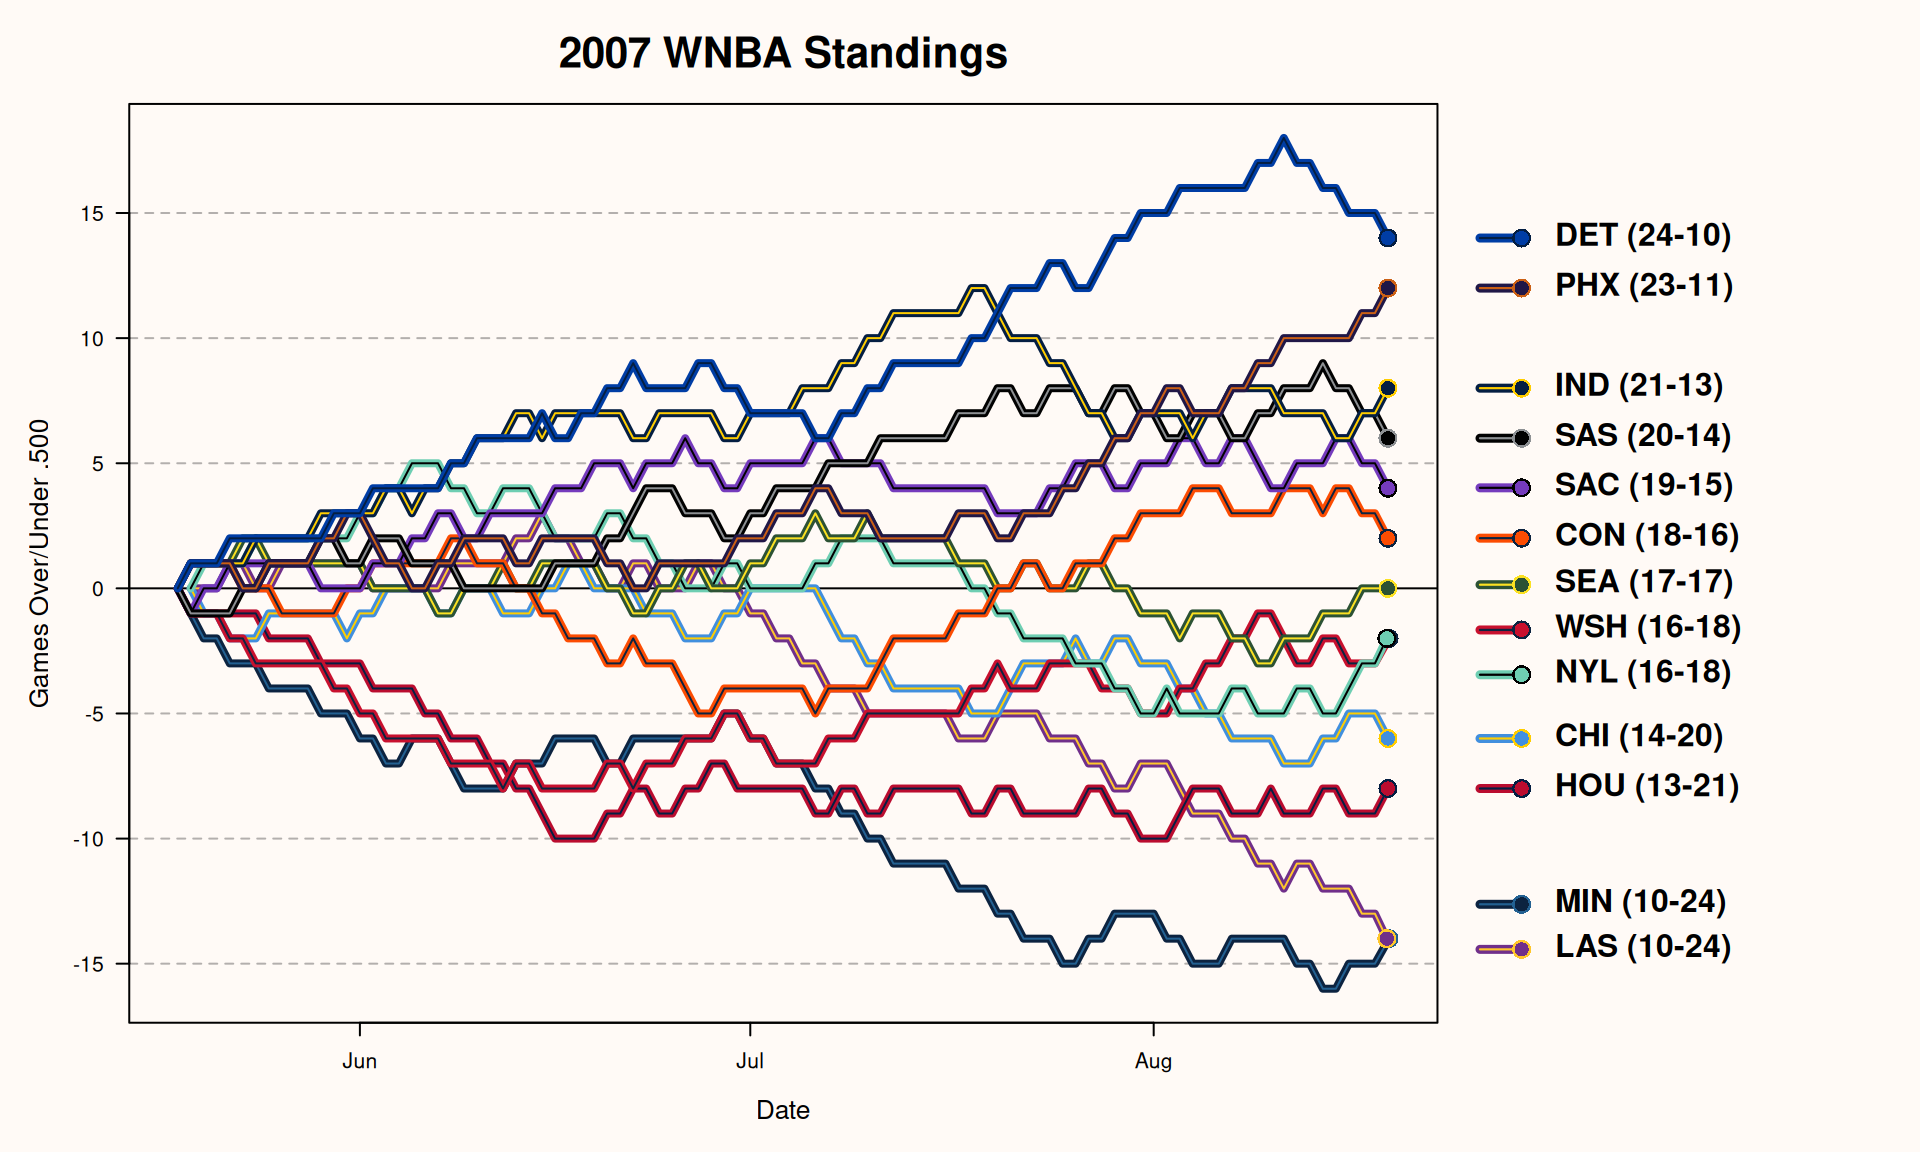 2007 WNBA Standings
Games Over/Under .500
15
10
5
0
-5
-10
-15
Jun
Jul
Aug
Date
DET (24-10)
PHX (23-11)
IND (21-13)
SAS (20-14)
SAC (19-15)
CON (18-16)
SEA (17-17)
WSH (16-18)
NYL (16-18)
CHI (14-20)
HOU (13-21)
MIN (10-24)
LAS (10-24)